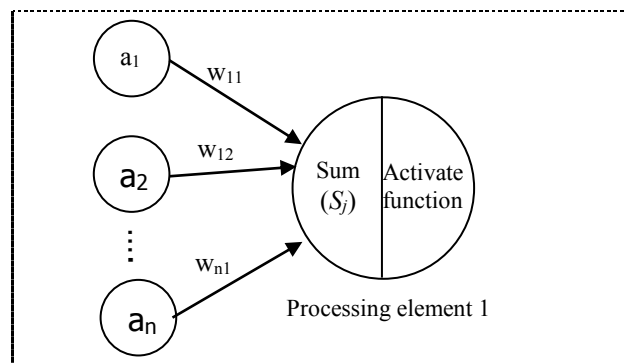 a1
w11
a2
w12
Sum
(Sj)
Activate
function
an
wn1
Processing element 1